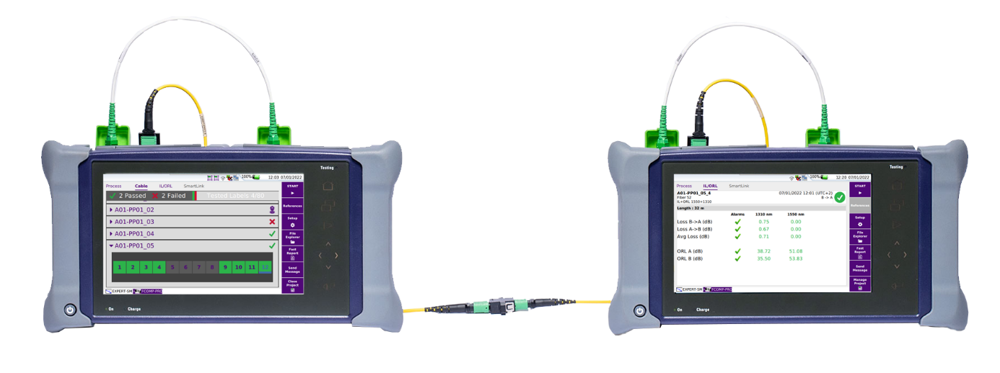 Testing
100%
12:03 07/01/2022
Process Cable IL/ORL SmartLink
2 Passed 2 Failed Tested Labels 4/80
A01-PP01_02
A01-PP01_03
A01-PP01_04
A01-PP01_05
1 2 3 4 5 6 7 8 9 10 11 12
EXPERT-SM FCOMP-PRO
START
References
Setup
File
Explorer
Fast
Report
Send
Message
Close
Project
On Charge
Testing
100%
12:20 07/01/2022
Process IL/ORL SmartLink
A01-PP01_05_4 07/01/2022 12:01 (UTC+2)
Fiber 52 B -> A
IL+ORL 1550+1310
Length : 32 m
Alarms 1310 nm 1550 nm
Loss B->A (dB) 0.75 0.00
Loss A->B (dB) 0.67 0.00
Avg Loss (dB) 0.71 0.00
ORL A (dB) 38.72 51.08
ORL B (dB) 35.50 53.83
EXPERT-SM FCOMP-PRO
START
References
Setup
File
Explorer
Fast
Report
Send
Message
Manage
Project
On Charge